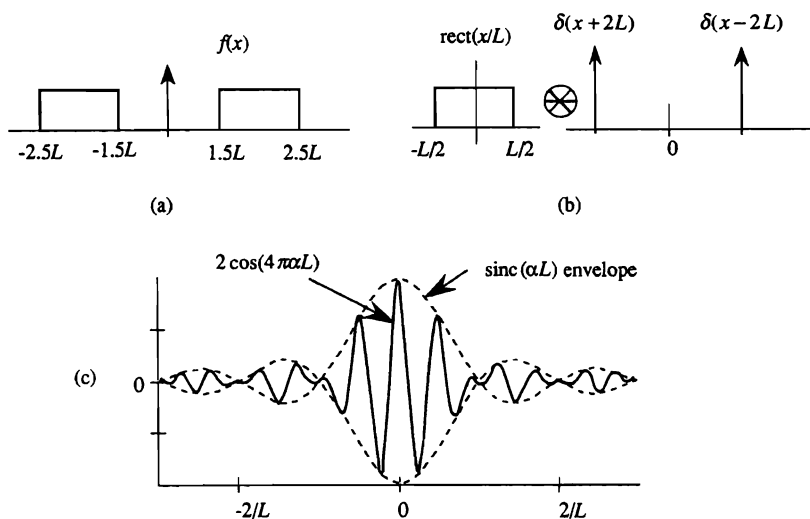 f(x)
-2.5L -1.5L 1.5L 2.5L
(a)
rect(x/L) δ(x+2L) δ(x−2L)
-L/2 L/2 0
(b)
2 cos(4παL) sinc(αL) envelope
(c) 0
-2/L 0 2/L